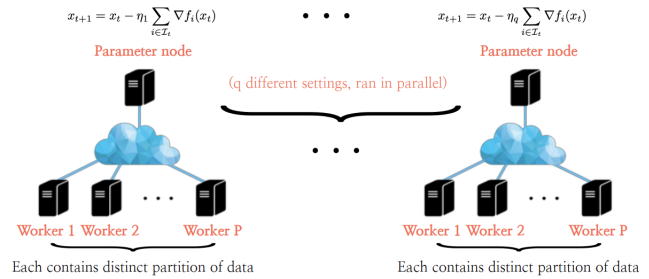 x_{t+1} = x_t − η_1 ∑_{i∈I_t} ∇f_i(x_t)
• • •
x_{t+1} = x_t − η_q ∑_{i∈I_t} ∇f_i(x_t)
Parameter node
Parameter node
(q different settings, ran in parallel)
• • •
Worker 1 Worker 2 • • • Worker P
Worker 1 Worker 2 • • • Worker P
Each contains distinct partition of data
Each contains distinct partition of data